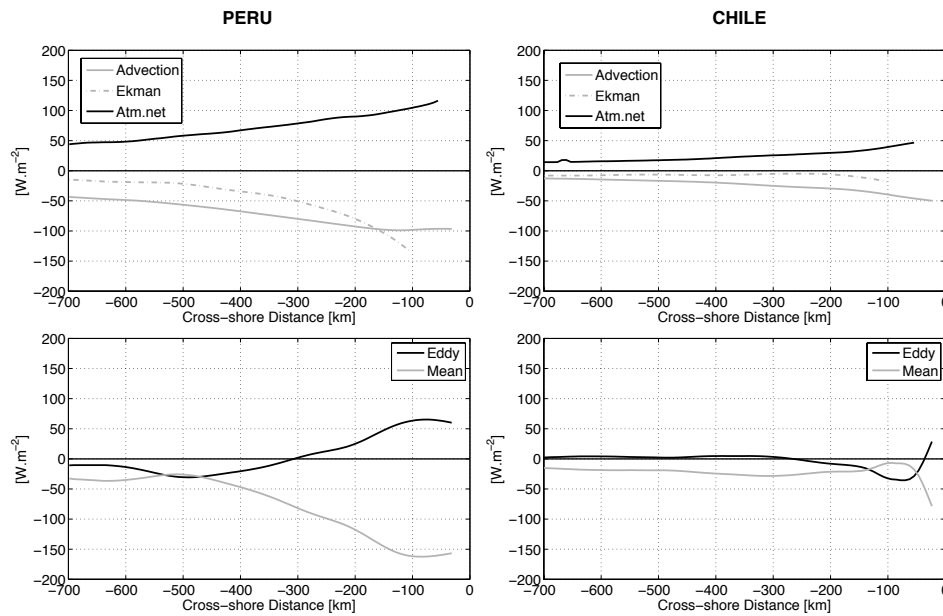 PERU
CHILE
200
150
100
50
0
−50
−100
−150
−200
[W.m⁻²]
Advection
Ekman
Atm.net
−700 −600 −500 −400 −300 −200 −100 0
Cross−shore Distance [km]
200
150
100
50
0
−50
−100
−150
−200
[W.m⁻²]
Advection
Ekman
Atm.net
−700 −600 −500 −400 −300 −200 −100 0
Cross−shore Distance [km]
200
150
100
50
0
−50
−100
−150
−200
[W.m⁻²]
Eddy
Mean
−700 −600 −500 −400 −300 −200 −100 0
Cross−shore Distance [km]
200
150
100
50
0
−50
−100
−150
−200
[W.m⁻²]
Eddy
Mean
−700 −600 −500 −400 −300 −200 −100 0
Cross−shore Distance [km]